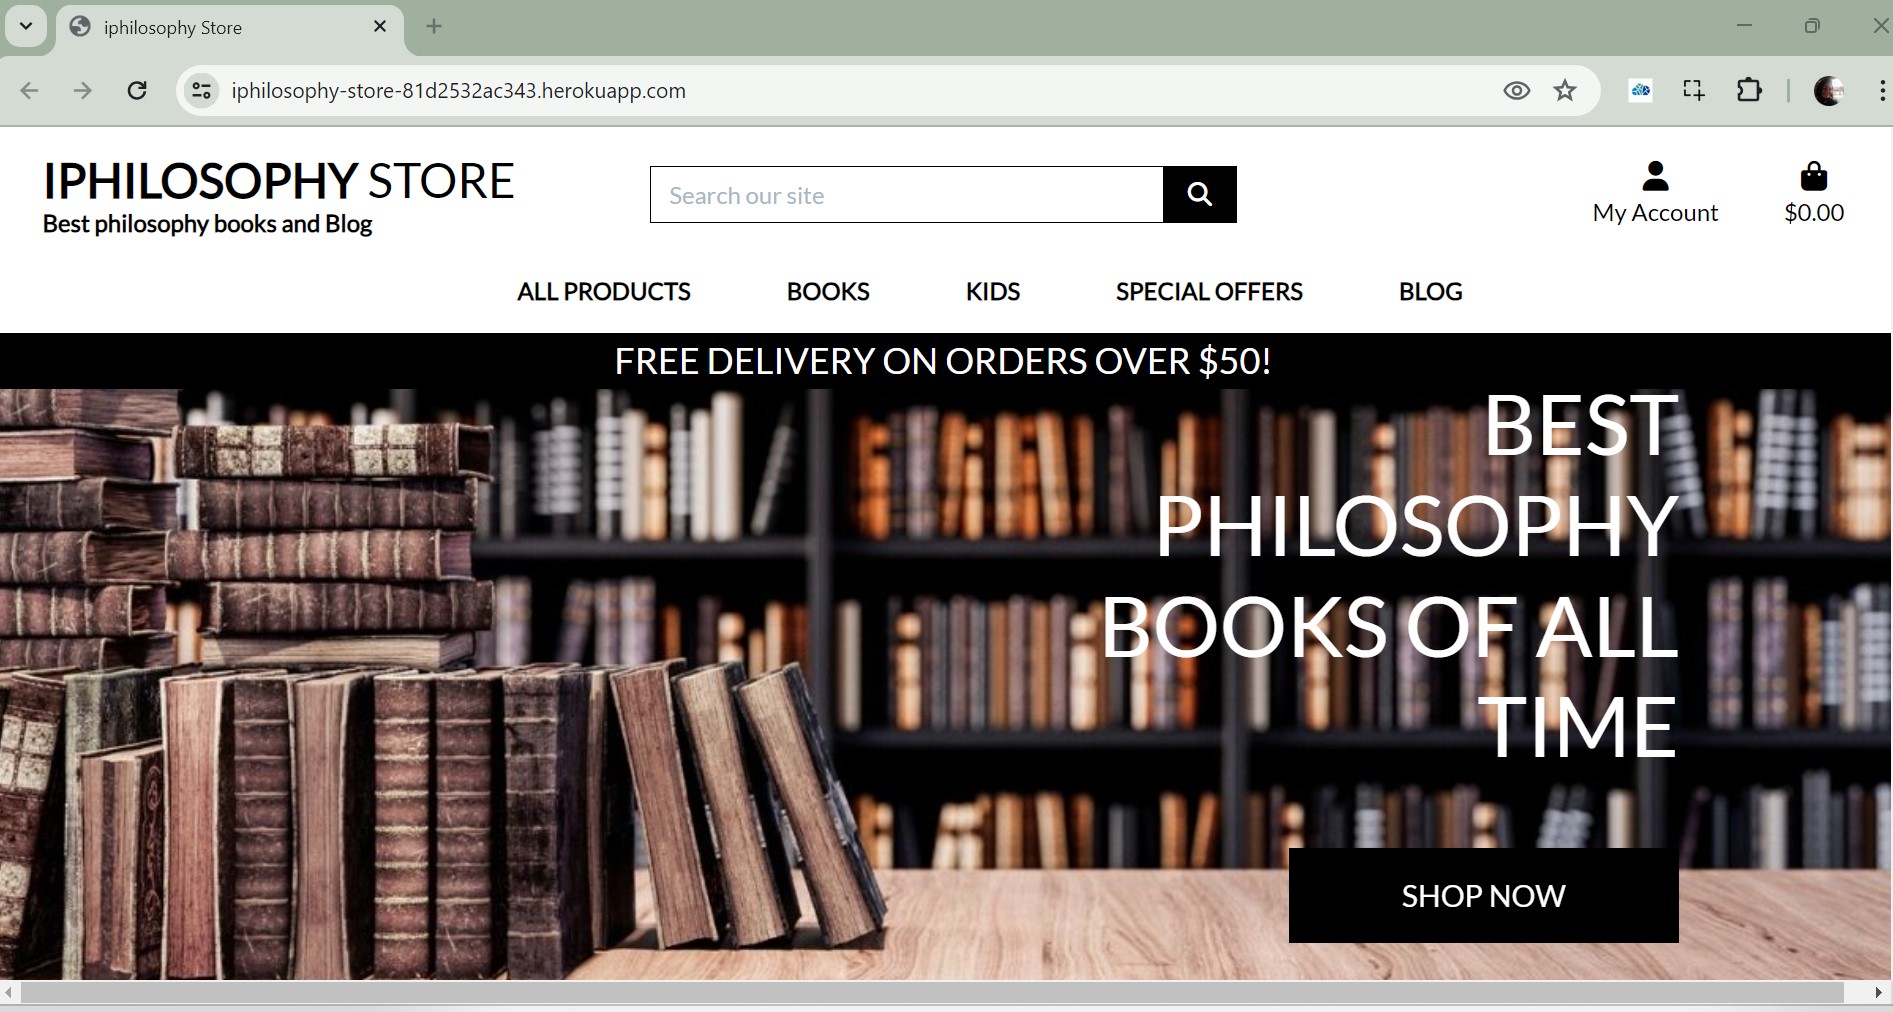 iphilosophy Store
iphilosophy-store-81d2532ac343.herokuapp.com
IPHILOSOPHY STORE
Best philosophy books and Blog
Search our site
My Account
$0.00
ALL PRODUCTS
BOOKS
KIDS
SPECIAL OFFERS
BLOG
FREE DELIVERY ON ORDERS OVER $50!
BEST
PHILOSOPHY
BOOKS OF ALL
TIME
SHOP NOW